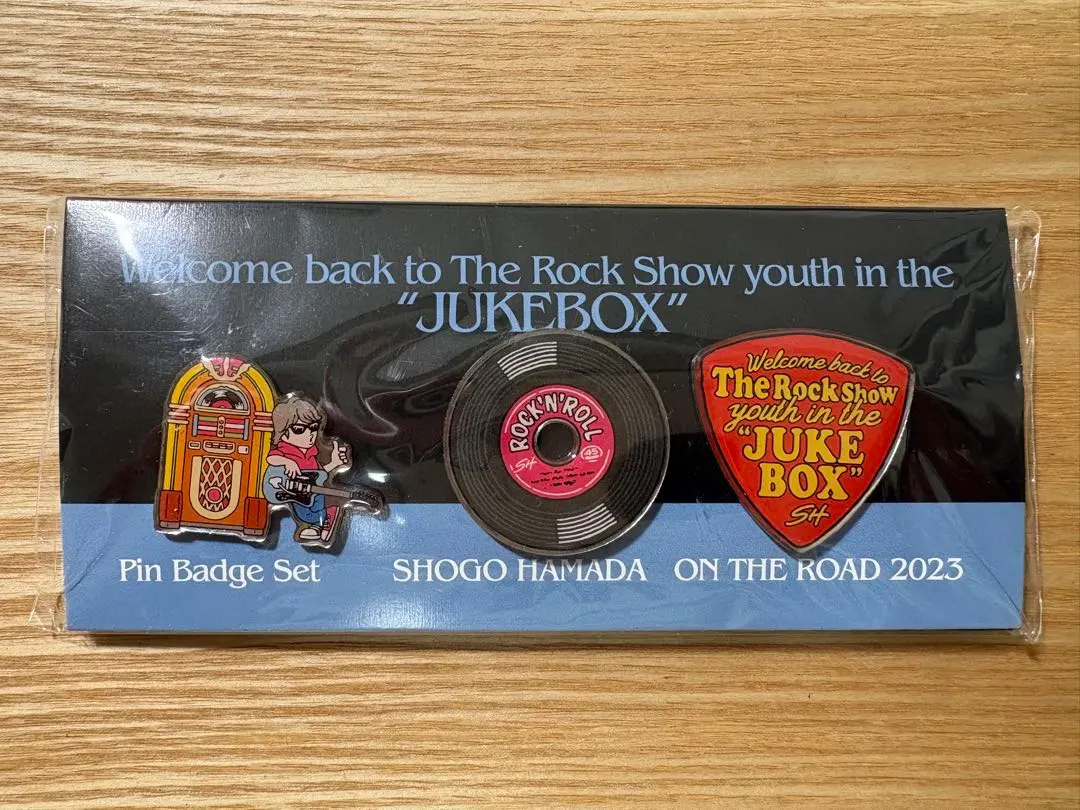 Welcome back to The Rock Show youth in the
“JUKEBOX”
ROCK'N'ROLL
SH
45
Welcome back to
The Rock Show
youth in the
“JUKE
BOX”
SH
Pin Badge Set
SHOGO HAMADA ON THE ROAD 2023